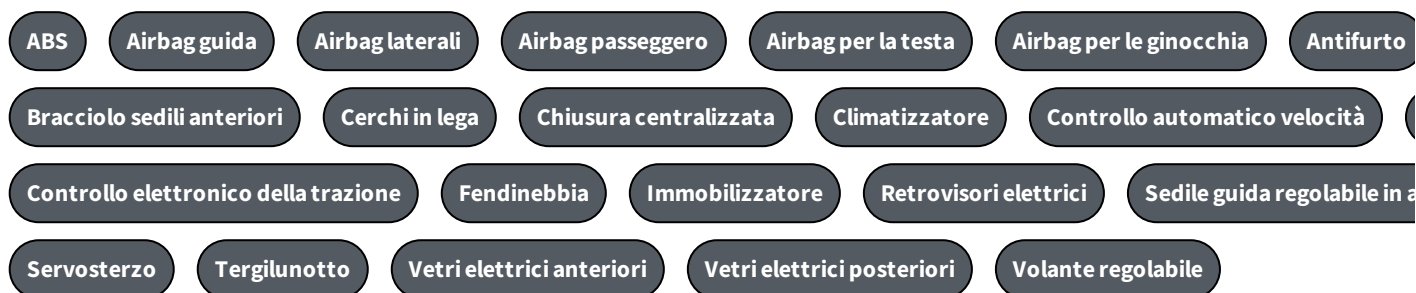 ABS Airbag guida Airbag laterali Airbag passeggero Airbag per la testa Airbag per le ginocchia Antifurto
Bracciolo sedili anteriori Cerchi in lega Chiusura centralizzata Climatizzatore Controllo automatico velocità
Controllo elettronico della trazione Fendinebbia Immobilizzatore Retrovisori elettrici Sedile guida regolabile in
Servosterzo Tergilunotto Vetri elettrici anteriori Vetri elettrici posteriori Volante regolabile